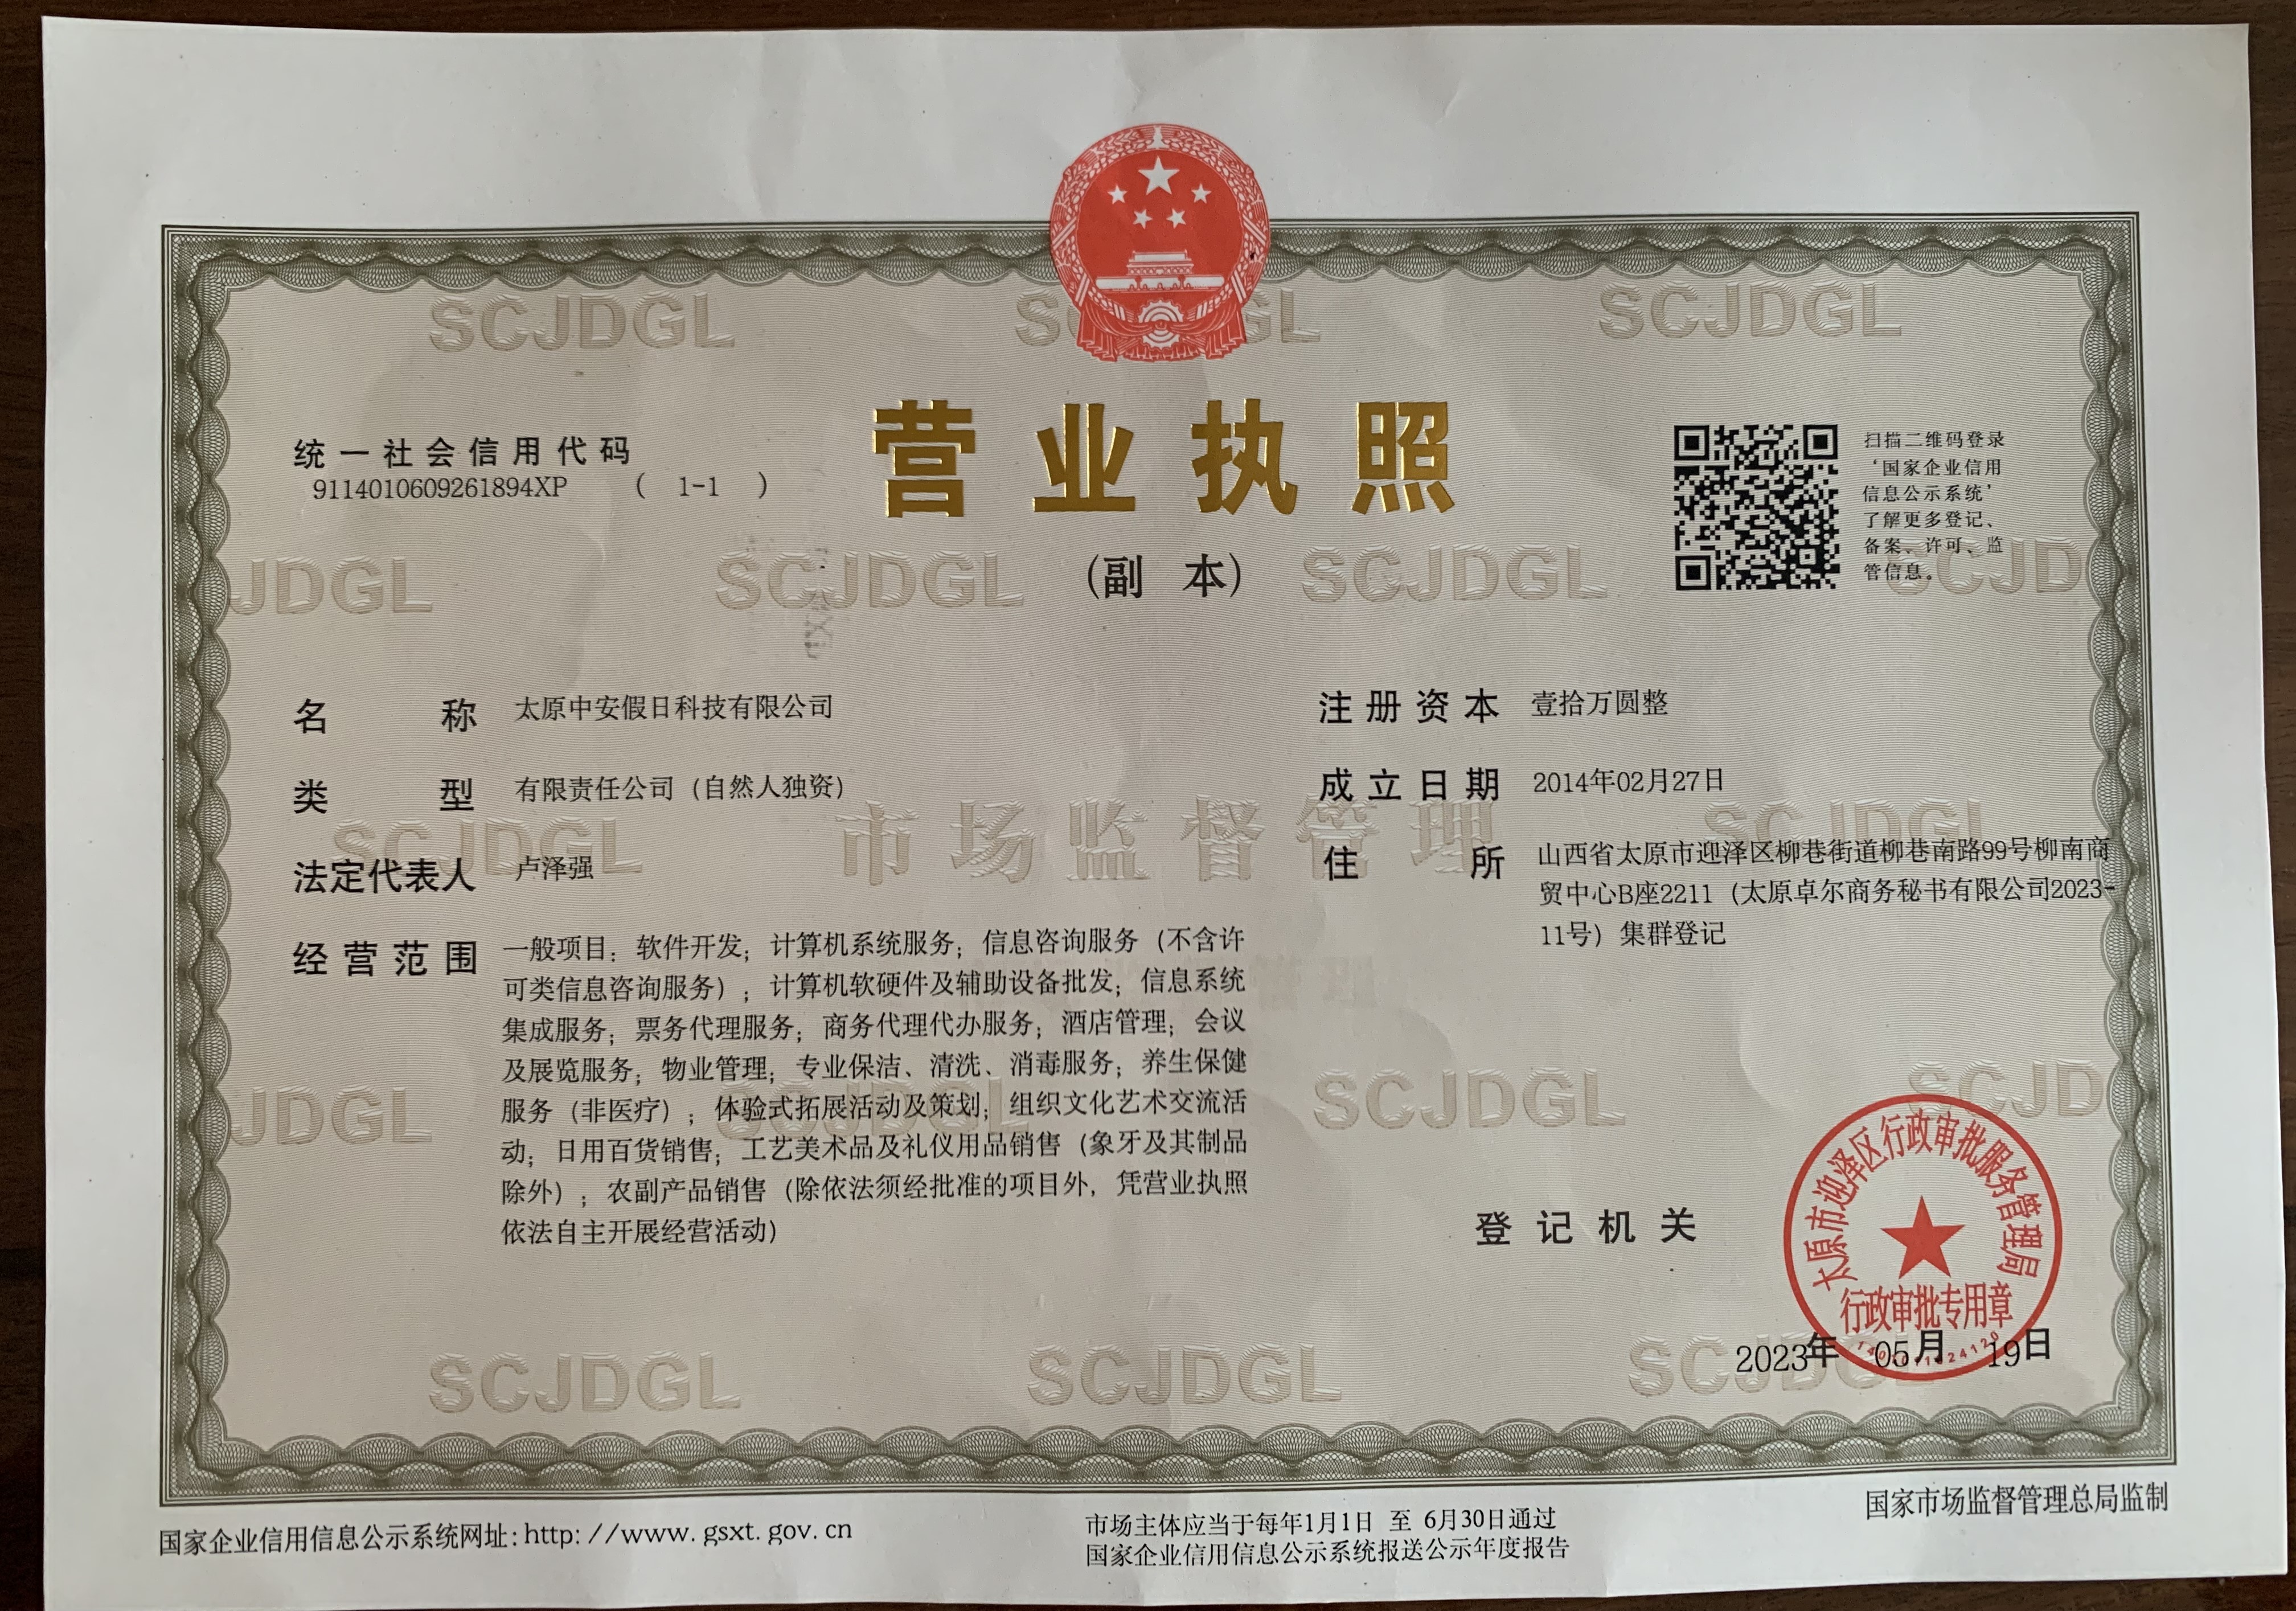 营业执照
(副 本)
统一社会信用代码
9114010609261894XP ( 1-1 )
扫描二维码登录
'国家企业信用
信息公示系统'
了解更多登记、
备案、许可、监
管信息。
名 称 太原中安假日科技有限公司
类 型 有限责任公司（自然人独资）
法定代表人 卢泽强
经营范围 一般项目：软件开发；计算机系统服务；信息咨询服务（不含许
可类信息咨询服务）；计算机软硬件及辅助设备批发；信息系统
集成服务；票务代理服务；商务代理代办服务；酒店管理；会议
及展览服务；物业管理；专业保洁、清洗、消毒服务；养生保健
服务（非医疗）；体验式拓展活动及策划；组织文化艺术交流活
动；日用百货销售；工艺美术品及礼仪用品销售（象牙及其制品
除外）；农副产品销售（除依法须经批准的项目外，凭营业执照
依法自主开展经营活动）
注册资本 壹拾万圆整
成立日期 2014年02月27日
住 所 山西省太原市迎泽区柳巷街道柳巷南路99号柳南商
贸中心B座2211（太原卓尔商务秘书有限公司2023-
11号）集群登记
登记机关
太原市迎泽区行政审批服务管理局
行政审批专用章
2023年 05月 19日
SCJDGL
市场监督管理
国家企业信用信息公示系统网址：http://www.gsxt.gov.cn
市场主体应当于每年1月1日 至 6月30日通过
国家企业信用信息公示系统报送公示年度报告
国家市场监督管理总局监制